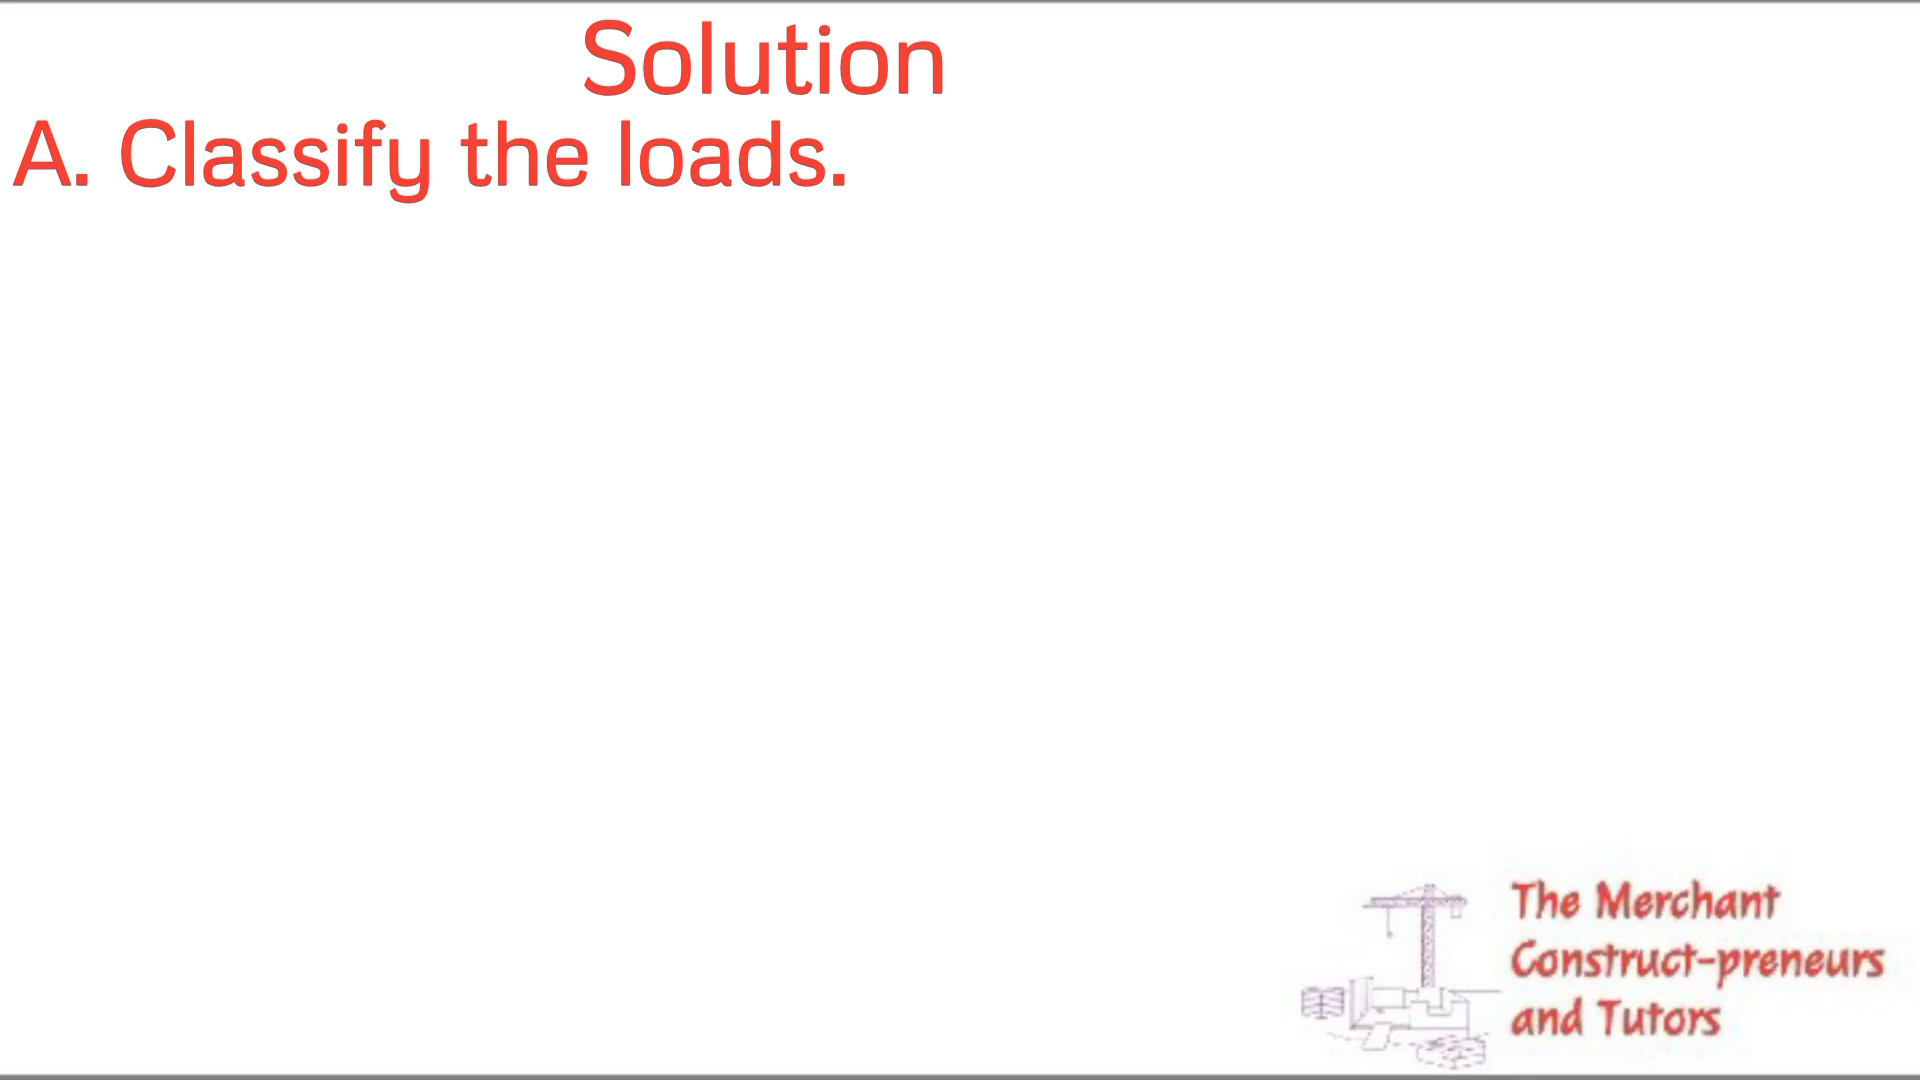 Solution
A. Classify the loads.
The Merchant
Construct-preneurs
and Tutors